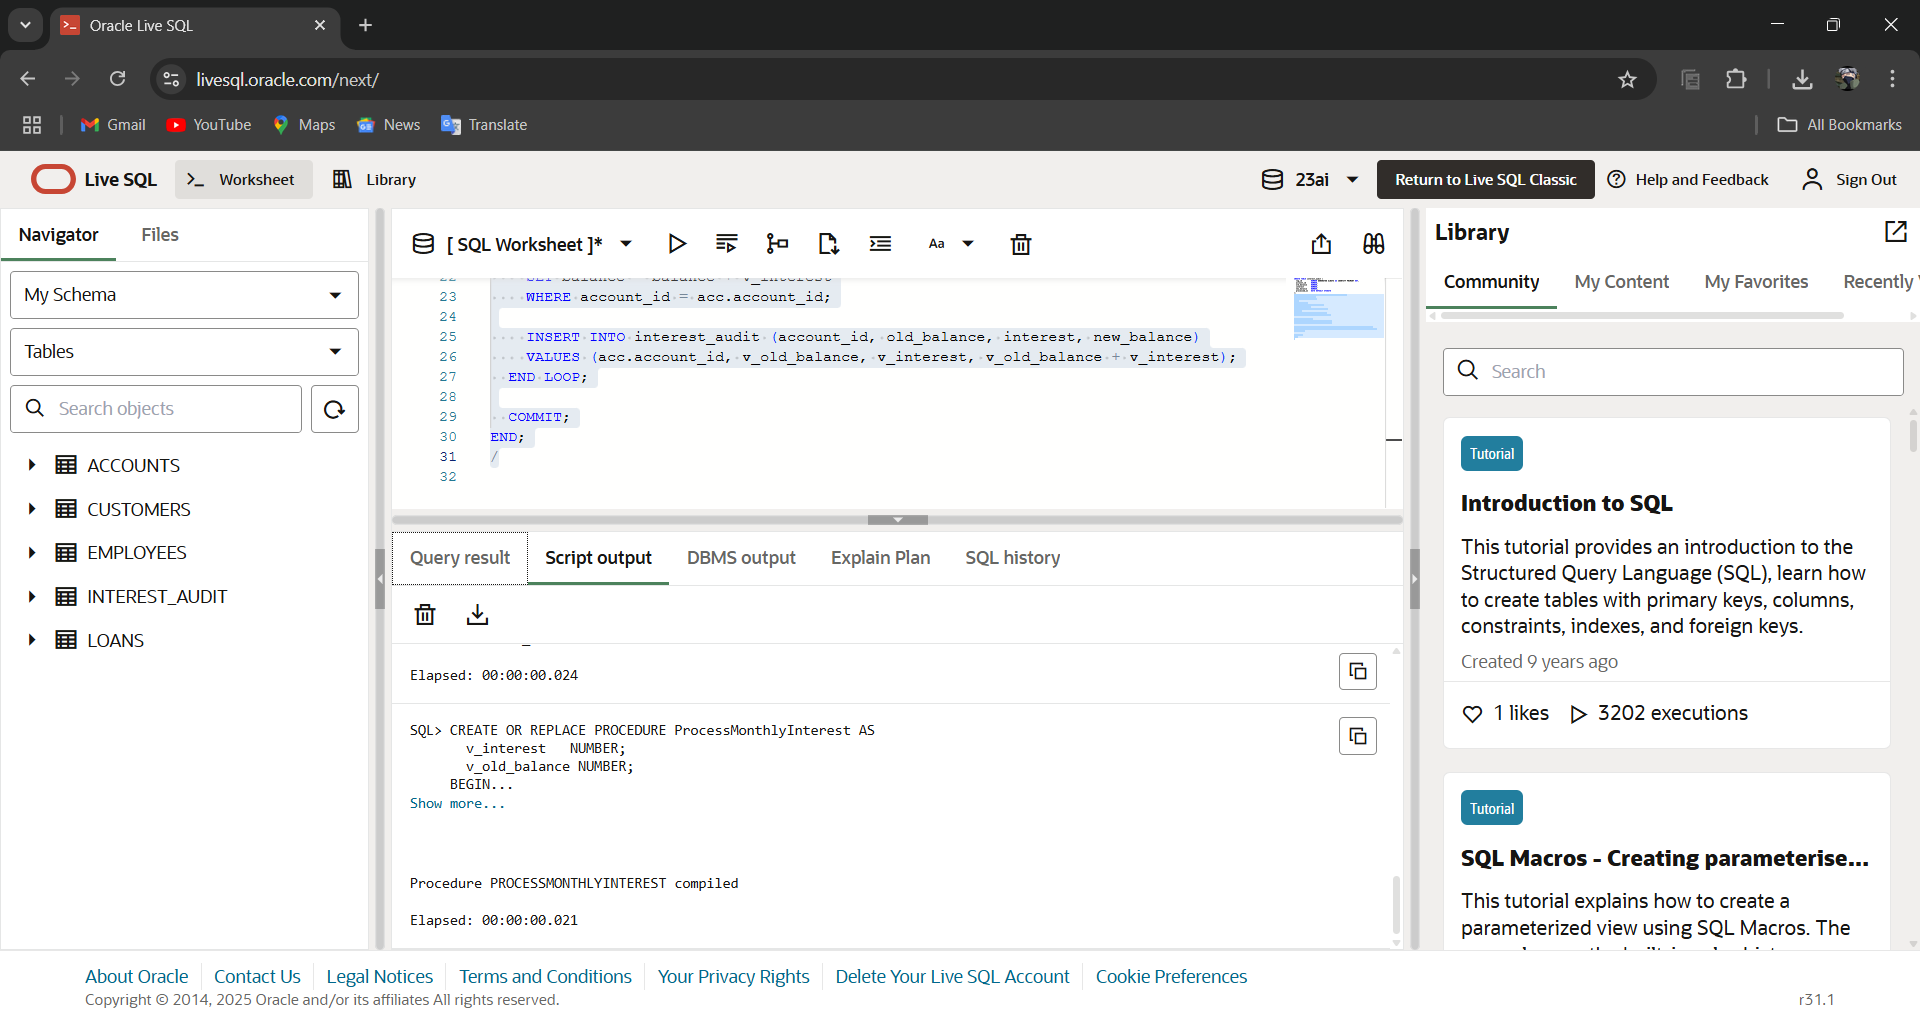 Oracle Live SQL
livesql.oracle.com/next/
Gmail
YouTube
Maps
News
Translate
All Bookmarks
Live SQL
Worksheet
Library
23ai
Return to Live SQL Classic
Help and Feedback
Sign Out
Navigator
Files
My Schema
Tables
Search objects
ACCOUNTS
CUSTOMERS
EMPLOYEES
INTEREST_AUDIT
LOANS
[ SQL Worksheet ]*
Aa
23 WHERE account_id = acc.account_id;
24
25 INSERT INTO interest_audit (account_id, old_balance, interest, new_balance)
26 VALUES (acc.account_id, v_old_balance, v_interest, v_old_balance + v_interest);
27 END LOOP;
28
29 COMMIT;
30 END;
31 /
32
Query result
Script output
DBMS output
Explain Plan
SQL history
Elapsed: 00:00:00.024
SQL> CREATE OR REPLACE PROCEDURE ProcessMonthlyInterest AS
v_interest NUMBER;
v_old_balance NUMBER;
BEGIN...
Show more...
Procedure PROCESSMONTHLYINTEREST compiled
Elapsed: 00:00:00.021
Library
Community
My Content
My Favorites
Recently
Search
Tutorial
Introduction to SQL
This tutorial provides an introduction to the
Structured Query Language (SQL), learn how
to create tables with primary keys, columns,
constraints, indexes, and foreign keys.
Created 9 years ago
1 likes
3202 executions
Tutorial
SQL Macros - Creating parameterise...
This tutorial explains how to create a
parameterized view using SQL Macros. The
About Oracle
Contact Us
Legal Notices
Terms and Conditions
Your Privacy Rights
Delete Your Live SQL Account
Cookie Preferences
Copyright © 2014, 2025 Oracle and/or its affiliates All rights reserved.
r31.1